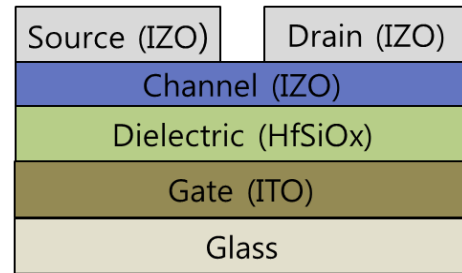 Source (IZO)
Drain (IZO)
Channel (IZO)
Dielectric (HfSiOx)
Gate (ITO)
Glass